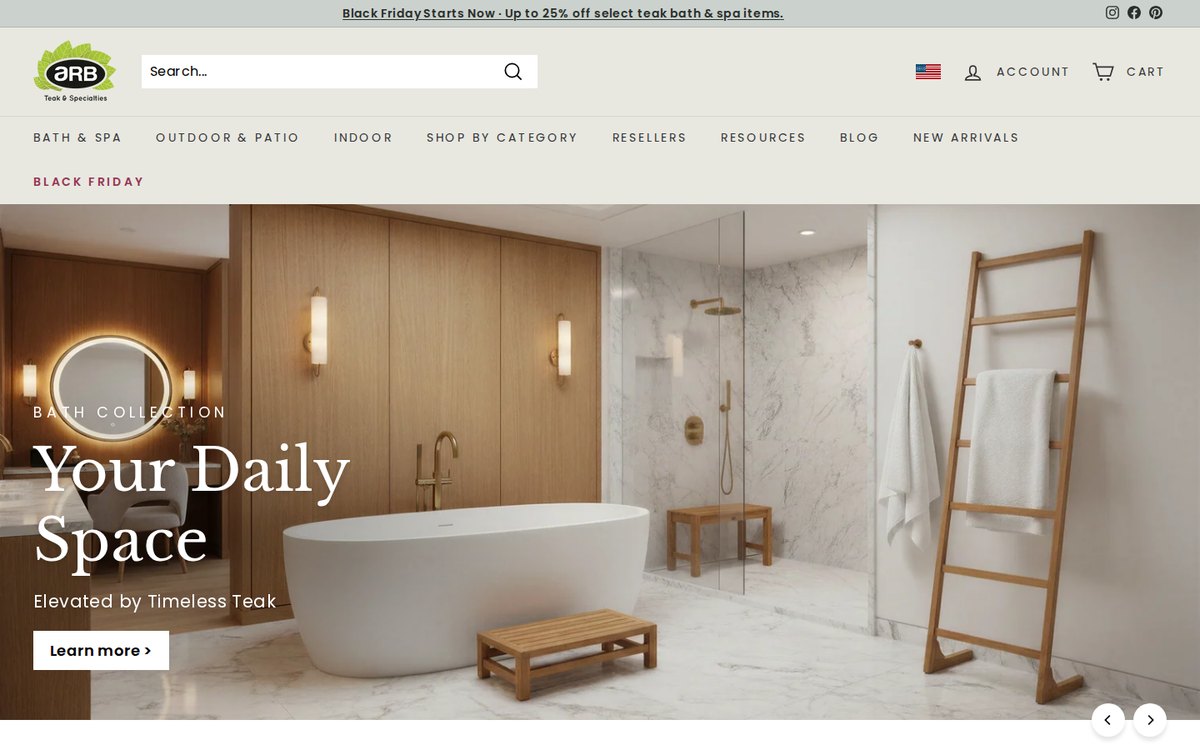 Black Friday Starts Now · Up to 25% off select teak bath & spa items.
ARB
Teak & Specialties
Search...
ACCOUNT
CART
BATH & SPA
OUTDOOR & PATIO
INDOOR
SHOP BY CATEGORY
RESELLERS
RESOURCES
BLOG
NEW ARRIVALS
BLACK FRIDAY
BATH COLLECTION
Your Daily
Space
Elevated by Timeless Teak
Learn more >